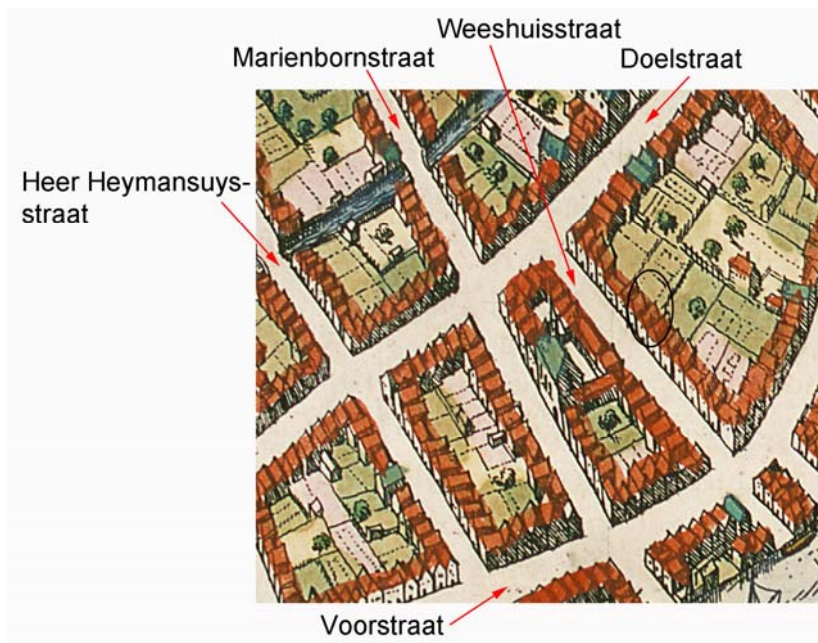 Weeshuisstraat
Marienbornstraat
Doelstraat
Heer Heymansuys-
straat
Voorstraat